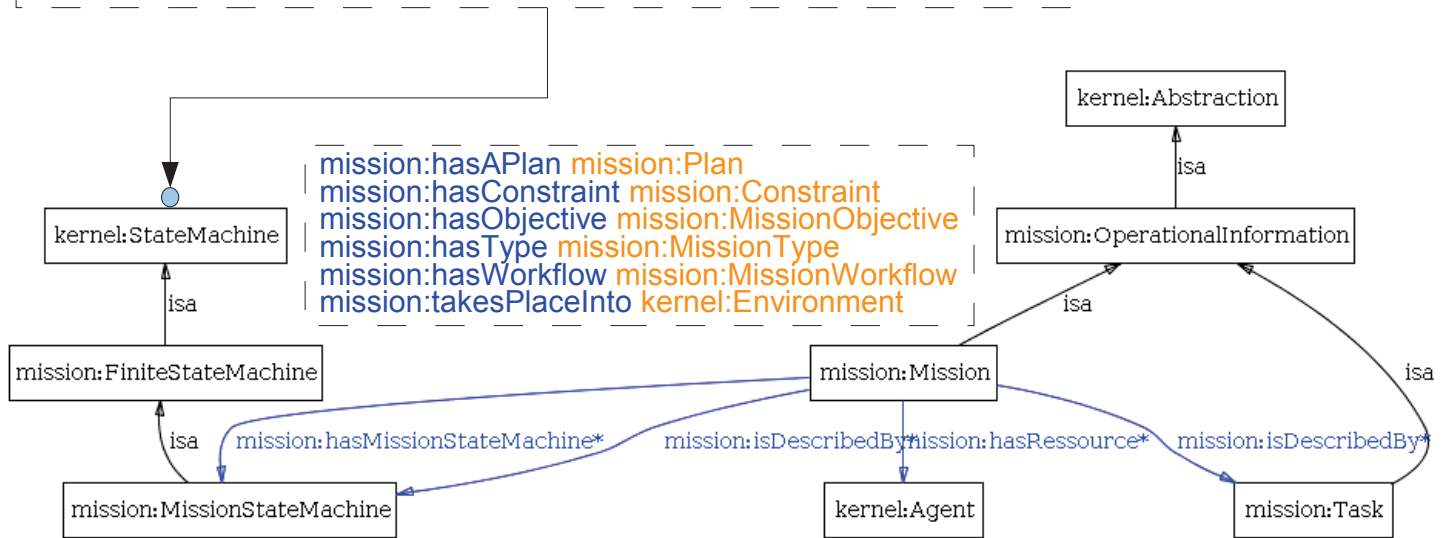 kernel:Abstraction
isa
mission:hasAPlan mission:Plan
mission:hasConstraint mission:Constraint
mission:hasObjective mission:MissionObjective
mission:hasType mission:MissionType
mission:hasWorkflow mission:MissionWorkflow
mission:takesPlaceInto kernel:Environment
kernel:StateMachine
mission:OperationalInformation
isa
isa
isa
mission:FiniteStateMachine
mission:Mission
isa
mission:hasMissionStateMachine*
mission:isDescribedBy*
mission:hasRessource*
mission:isDescribedBy*
mission:MissionStateMachine
kernel:Agent
mission:Task